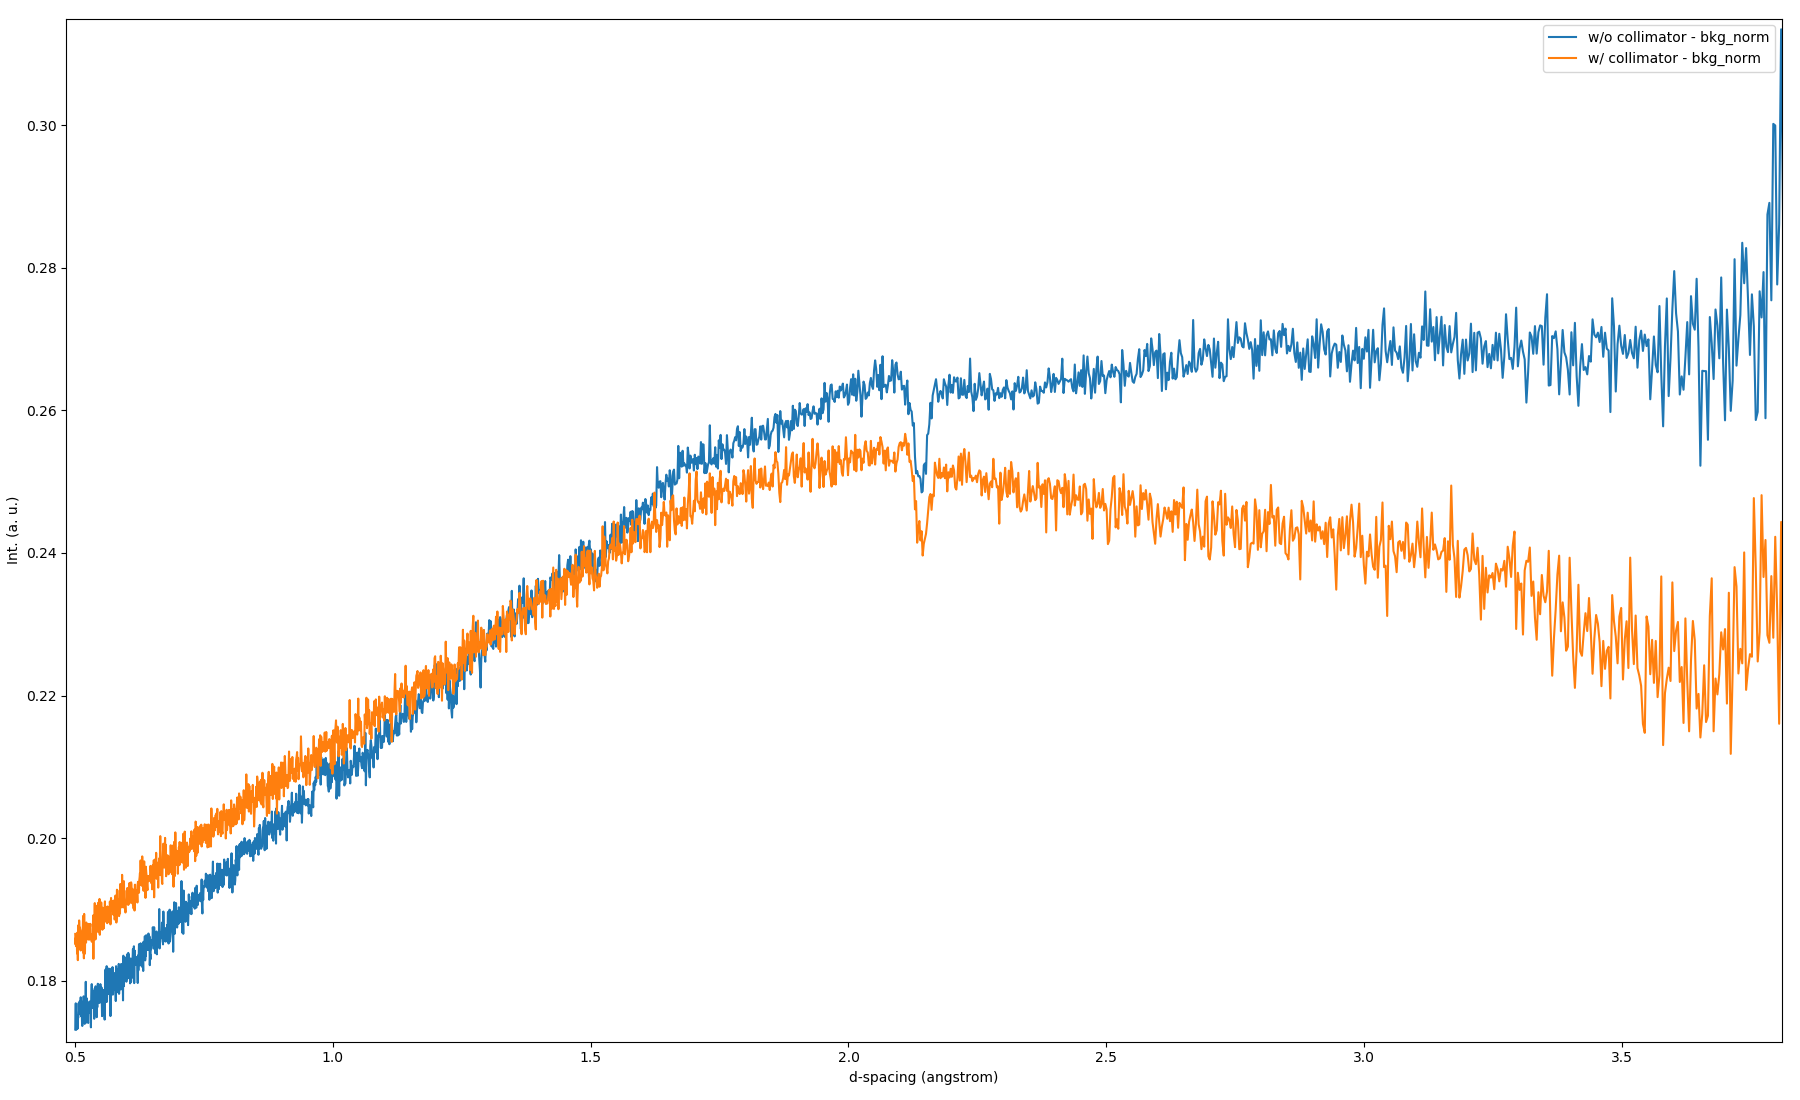 w/o collimator - bkg_norm
w/ collimator - bkg_norm
0.30
0.28
0.26
0.24
0.22
0.20
0.18
Int. (a. u.)
0.5 1.0 1.5 2.0 2.5 3.0 3.5
d-spacing (angstrom)